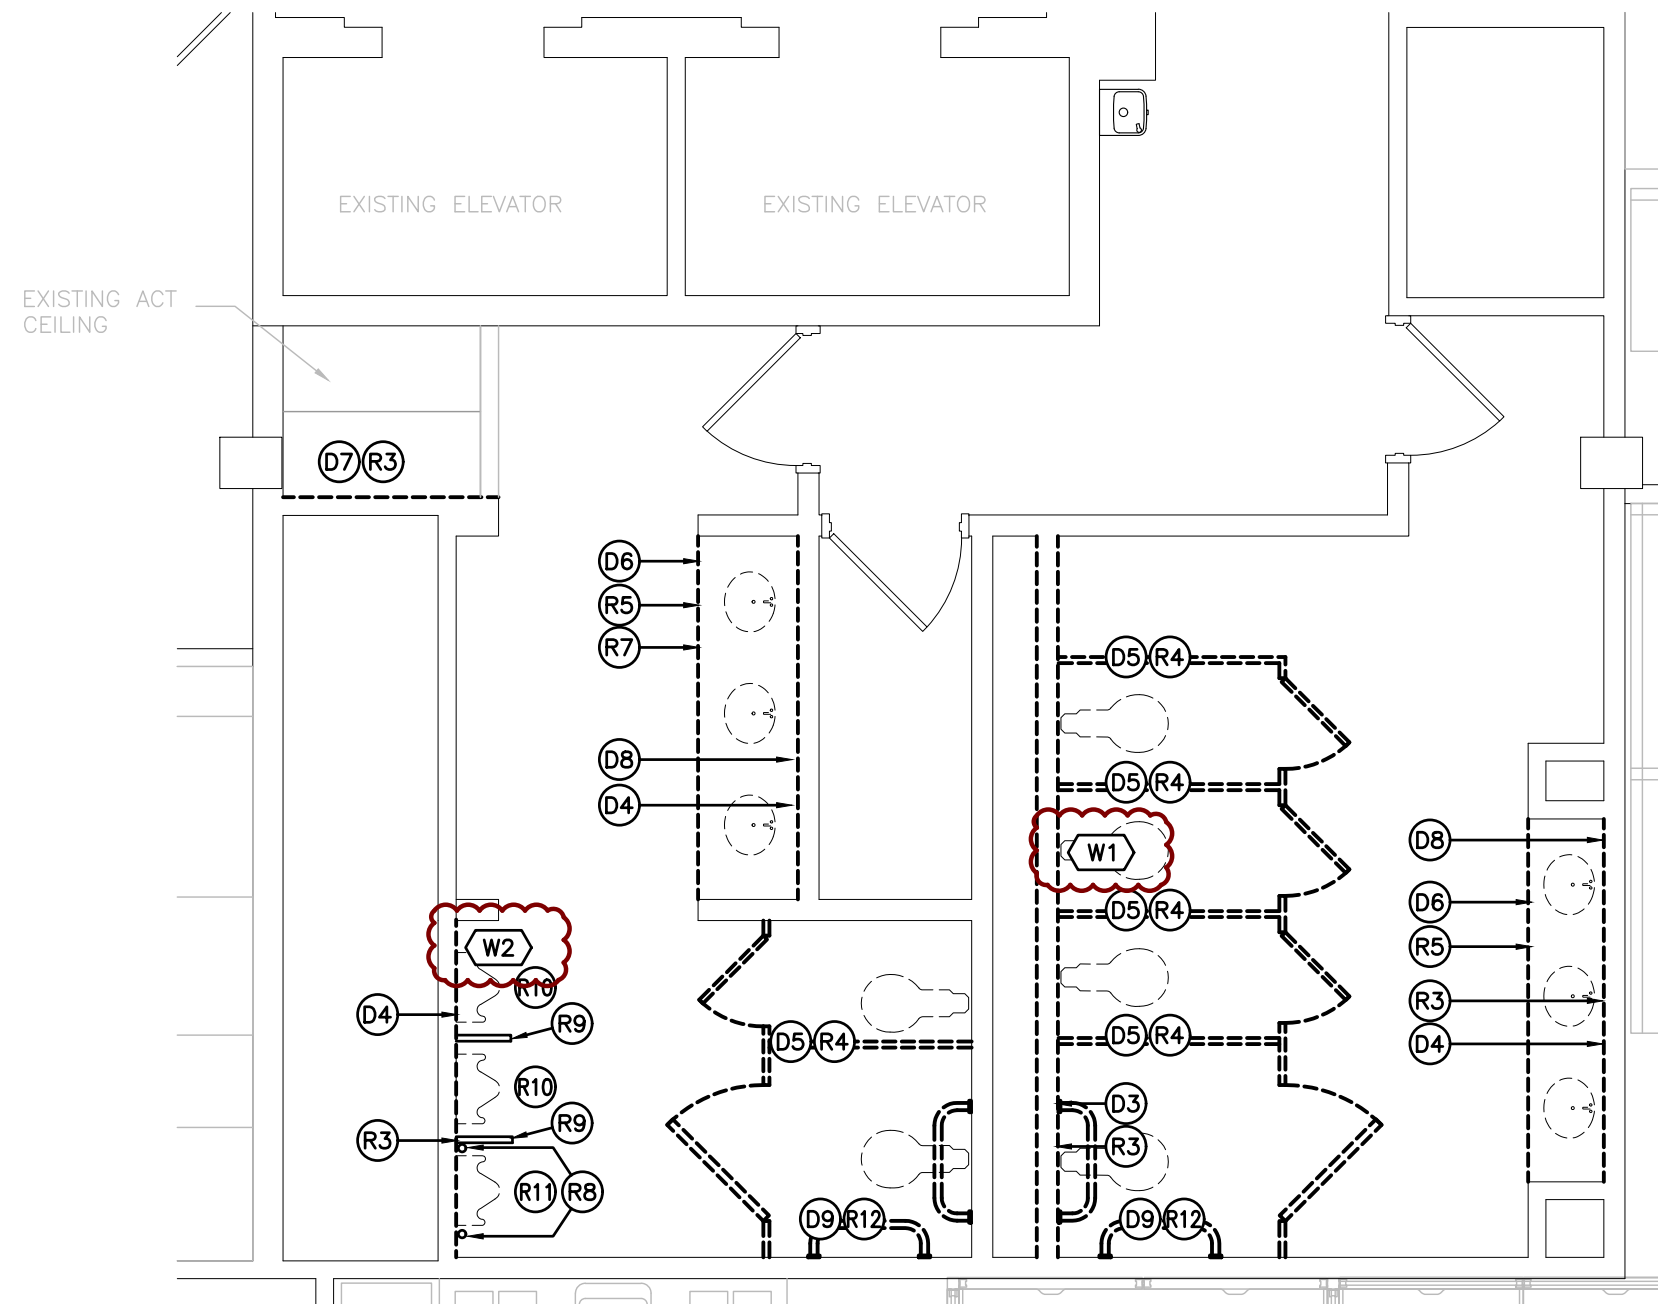 EXISTING ELEVATOR
EXISTING ELEVATOR
EXISTING ACT
CEILING
D7 R3
D6
R5
R7
D8
D4
D5 R4
D5 R4
W1
D5 R4
D5 R4
D8
D6
R5
R3
D4
W2
R10
D4
R9
D5 R4
R10
R9
R3
R11 R8
D3
R3
D9 R12
D9 R12